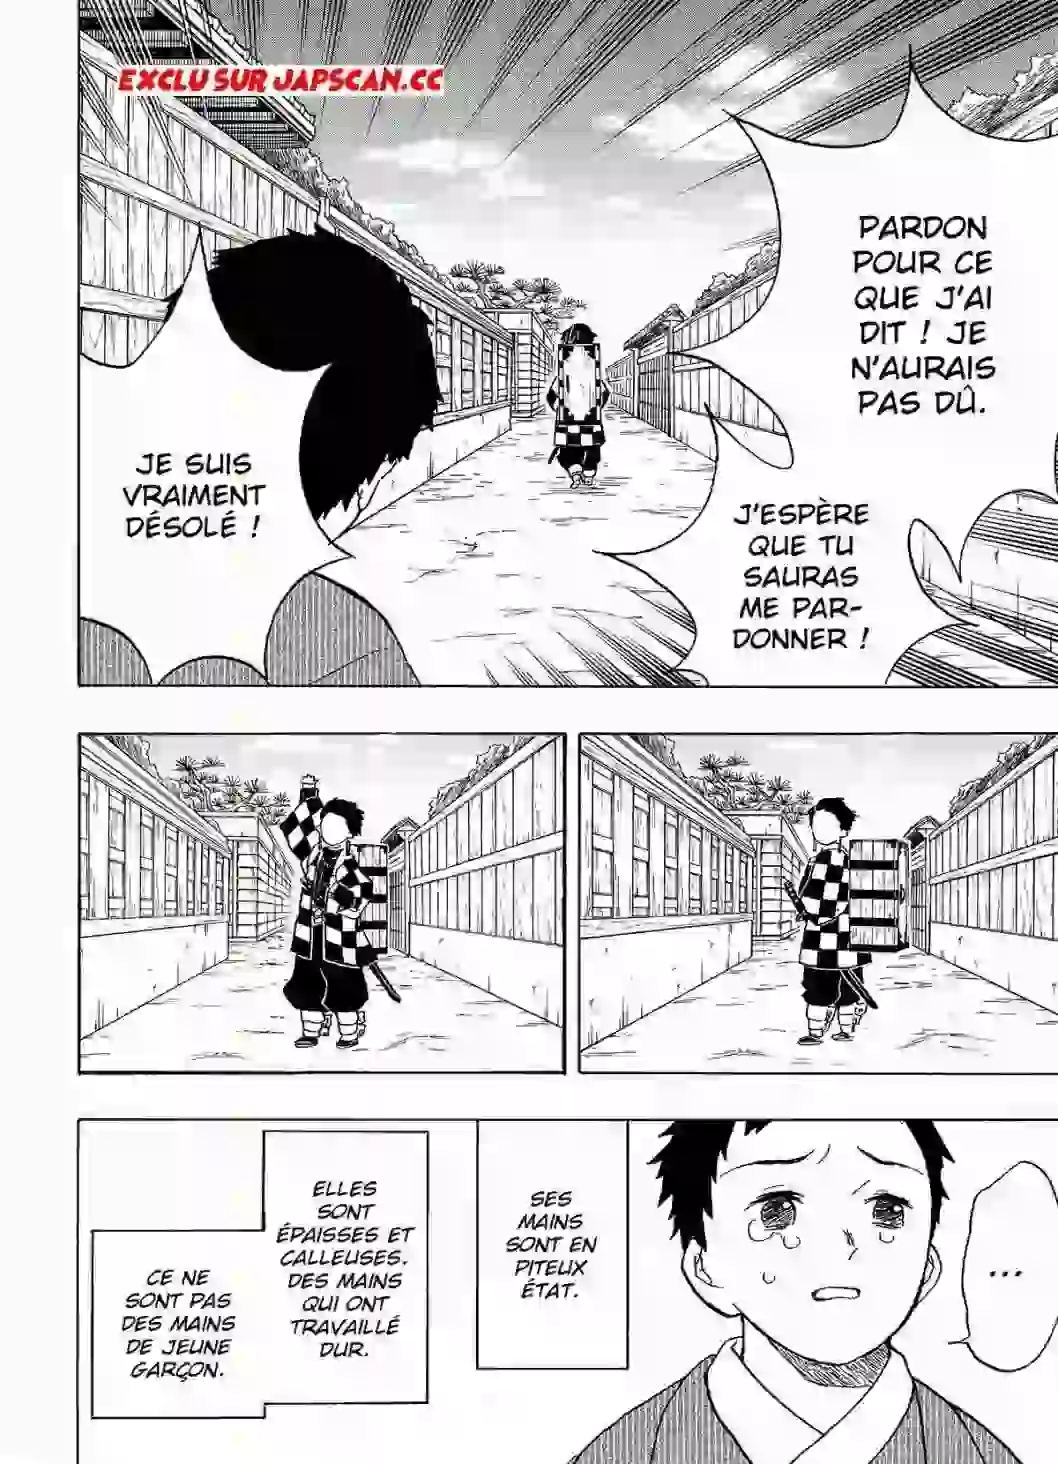 EXCLU SUR JAPSCAN.CC
PARDON
POUR CE
QUE J'AI
DIT ! JE
N'AURAIS
PAS DÛ.
J'ESPÈRE
QUE TU
SAURAS
ME PAR-
DONNER !
JE SUIS
VRAIMENT
DÉSOLÉ !
...
SES
MAINS
SONT EN
PITEUX
ÉTAT.
ELLES
SONT
ÉPAISSES ET
CALLEUSES.
DES MAINS
QUI ONT
TRAVAILLÉ
DUR.
CE NE
SONT PAS
DES MAINS
DE JEUNE
GARÇON.